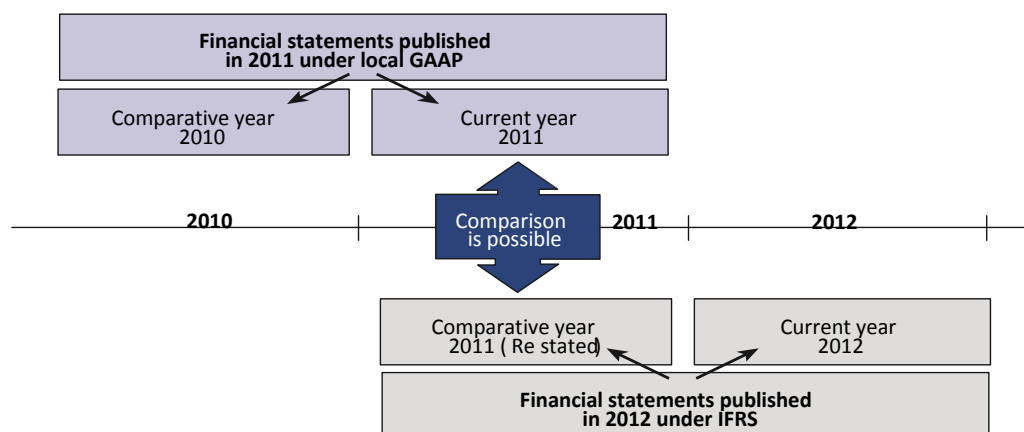 Financial statements published
in 2011 under local GAAP
Comparative year
2010
Current year
2011
2010
Comparison
is possible
2011
2012
Comparative year
2011 ( Re stated)
Current year
2012
Financial statements published
in 2012 under IFRS